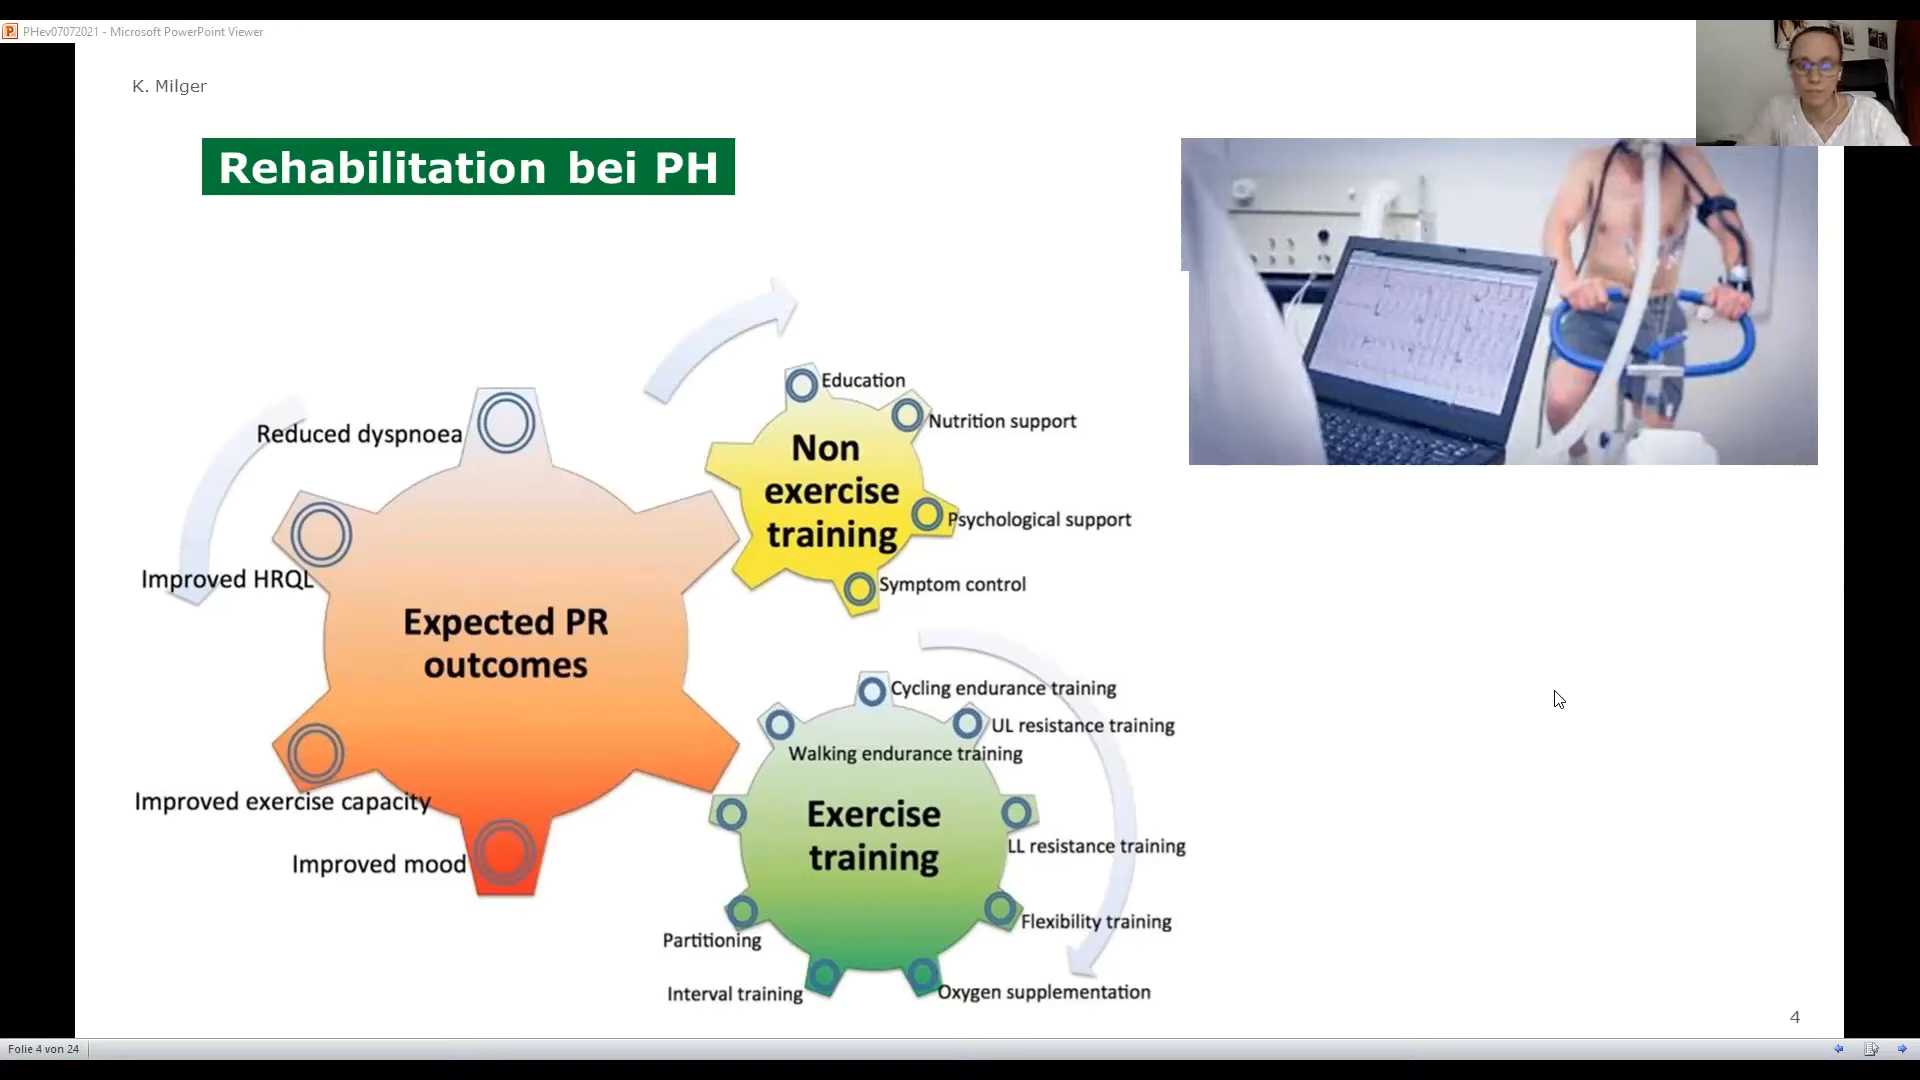 PHev07072021 - Microsoft PowerPoint Viewer
K. Milger
Rehabilitation bei PH
Education
Nutrition support
Non
exercise
training
Psychological support
Symptom control
Reduced dyspnoea
Improved HRQL
Expected PR
outcomes
Improved exercise capacity
Improved mood
Cycling endurance training
UL resistance training
Walking endurance training
Exercise
training
LL resistance training
Flexibility training
Partitioning
Interval training
Oxygen supplementation
4
Folie 4 von 24